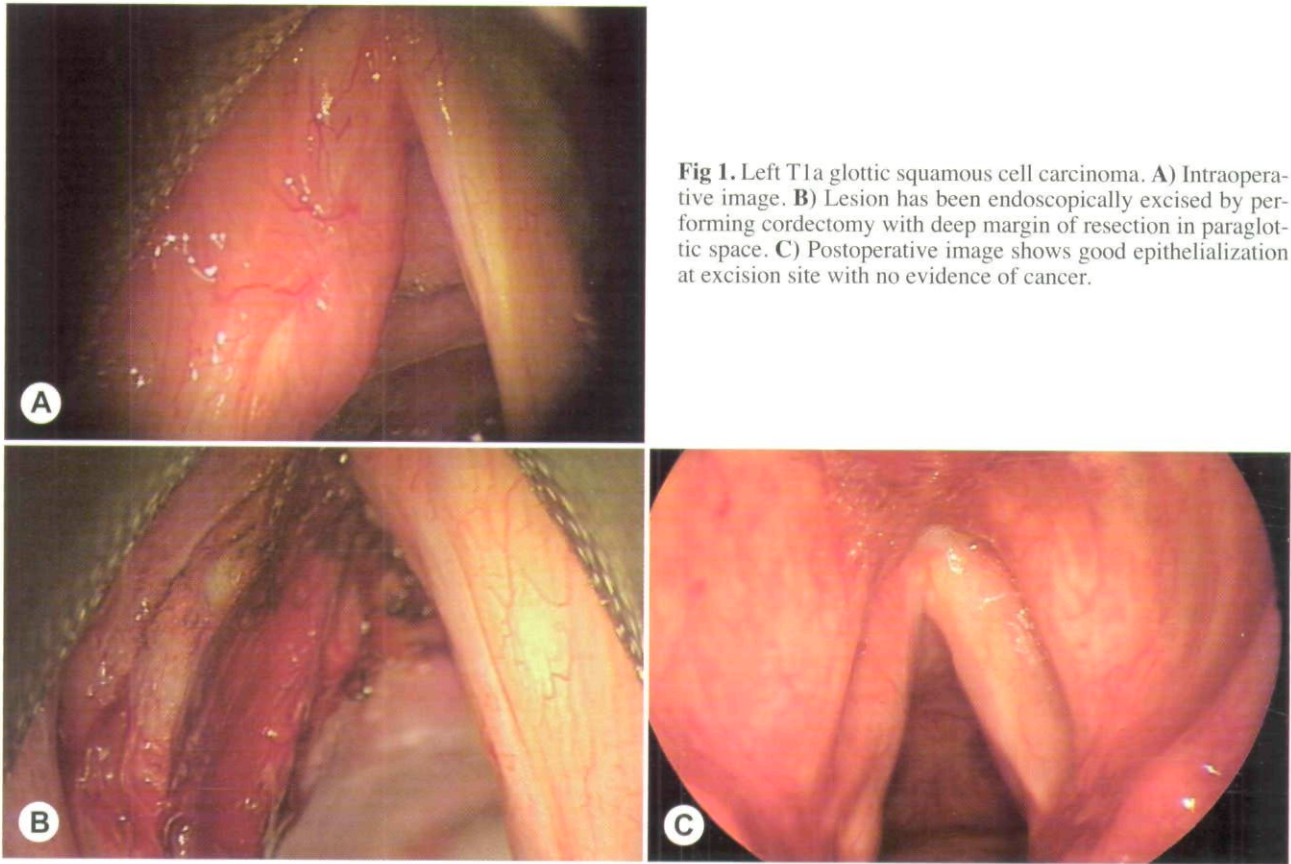 Fig 1. Left T1a glottic squamous cell carcinoma. A) Intraopera-
tive image. B) Lesion has been endoscopically excised by per-
forming cordectomy with deep margin of resection in paraglot-
tic space. C) Postoperative image shows good epithelialization
at excision site with no evidence of cancer.
A
B
C